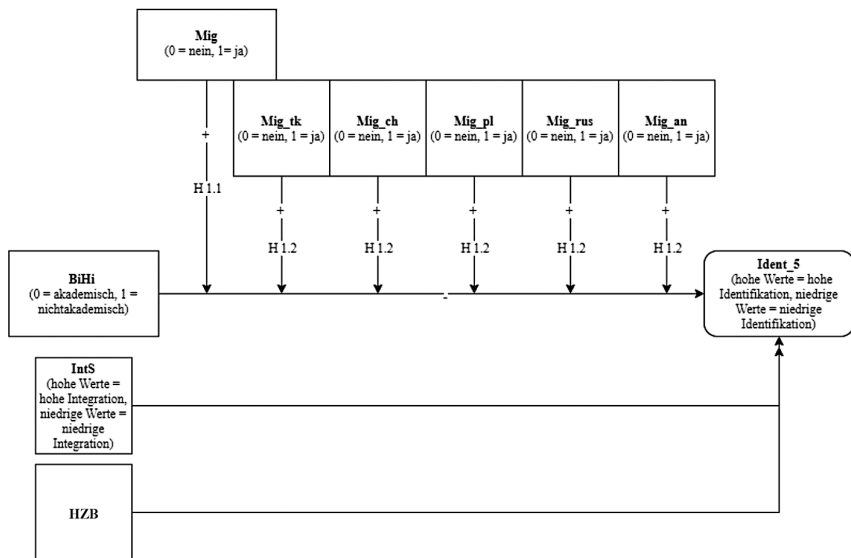 Mig
(0 = nein, 1= ja)
Mig_tk
(0 = nein, 1 = ja)
Mig_ch
(0 = nein, 1 = ja)
Mig_pl
(0 = nein, 1 = ja)
Mig_rus
(0 = nein, 1 = ja)
Mig_an
(0 = nein, 1 = ja)
+
H 1.1
+
H 1.2
+
H 1.2
+
H 1.2
+
H 1.2
+
H 1.2
BiHi
(0 = akademisch, 1 =
nichtakademisch)
-
Ident_5
(hohe Werte = hohe
Identifikation, niedrige
Werte = niedrige
Identifikation)
IntS
(hohe Werte =
hohe Integration,
niedrige Werte =
niedrige
Integration)
HZB